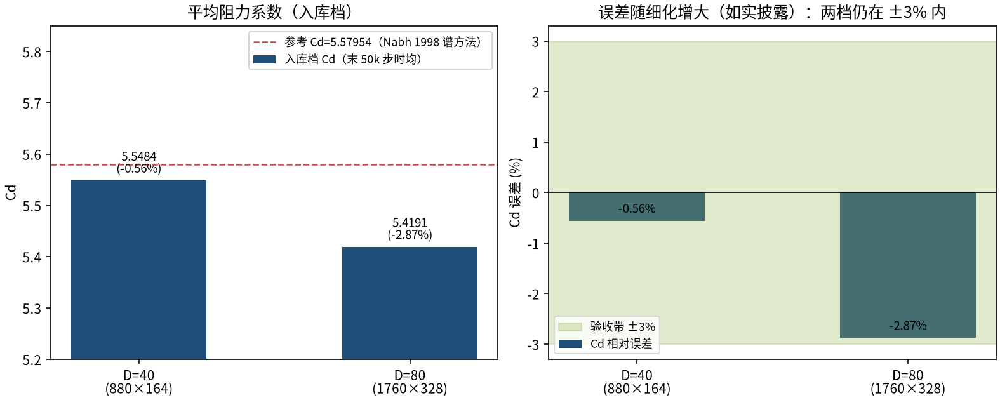 平均阻力系数（入库档）
参考 Cd=5.57954（Nabh 1998 谱方法）
入库档 Cd（末 50k 步时均）
Cd
5.8
5.7
5.6
5.5
5.4
5.3
5.2
5.5484
(-0.56%)
5.4191
(-2.87%)
D=40
(880×164)
D=80
(1760×328)
误差随细化增大（如实披露）：两档仍在 ±3% 内
Cd 误差 (%)
3
2
1
0
-1
-2
-3
-0.56%
-2.87%
验收带 ±3%
Cd 相对误差
D=40
(880×164)
D=80
(1760×328)